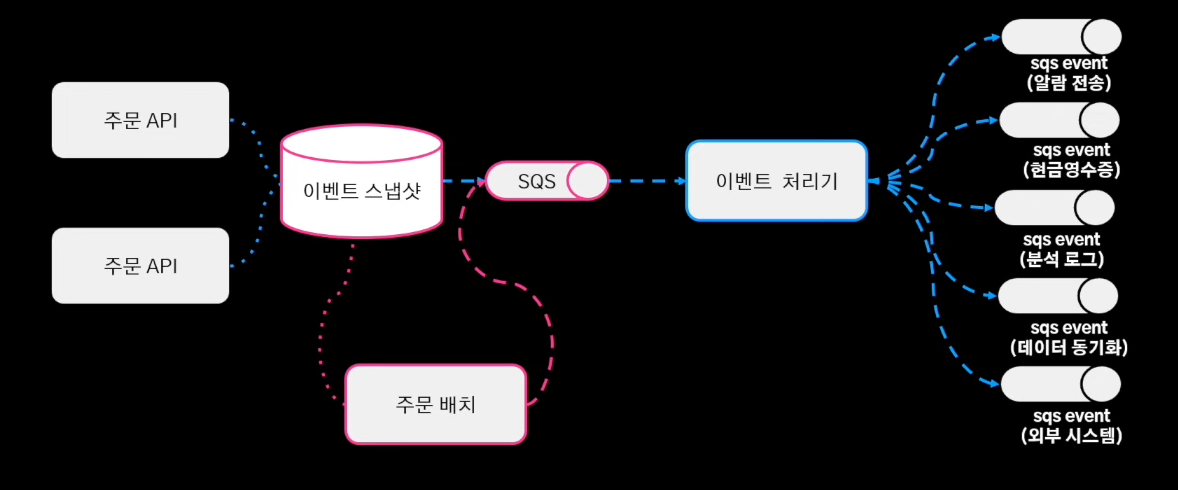 주문 API
주문 API
이벤트 스냅샷
SQS
주문 배치
이벤트 처리기
sqs event
(알람 전송)
sqs event
(현금영수증)
sqs event
(분석 로그)
sqs event
(데이터 동기화)
sqs event
(외부 시스템)